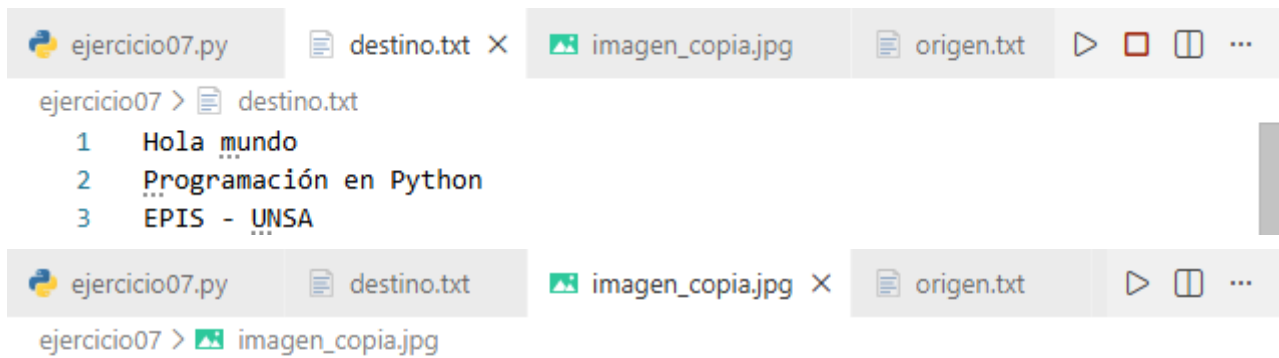 ejercicio07.py destino.txt imagen_copia.jpg origen.txt
ejercicio07 > destino.txt
1 Hola mundo
2 Programación en Python
3 EPIS - UNSA
ejercicio07.py destino.txt imagen_copia.jpg origen.txt
ejercicio07 > imagen_copia.jpg